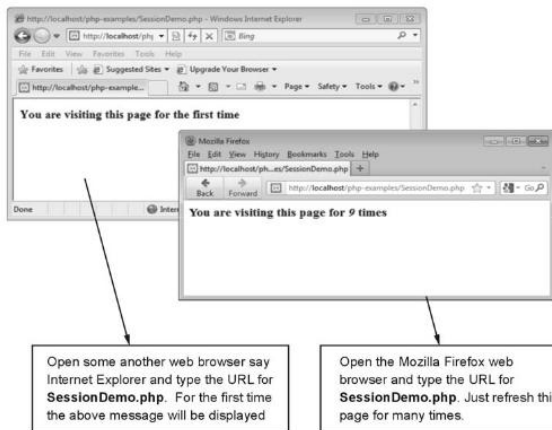 http://localhost/php-examples/SessionDemo.php - Windows Internet Explorer
http://localhost/phj
Bing
File Edit View Favorites Tools Help
Favorites Suggested Sites Upgrade Your Browser
http://localhost/php-example...
Page Safety Tools
You are visiting this page for the first time
Done
Inter
Mozilla Firefox
File Edit View History Bookmarks Tools Help
http://localhost/ph...es/SessionDemo.php
Back Forward
http://localhost/php-examples/SessionDemo.php
You are visiting this page for 9 times
Open some another web browser say
Internet Explorer and type the URL for
SessionDemo.php. For the first time
the above message will be displayed
Open the Mozilla Firefox web
browser and type the URL for
SessionDemo.php. Just refresh thi
page for many times.